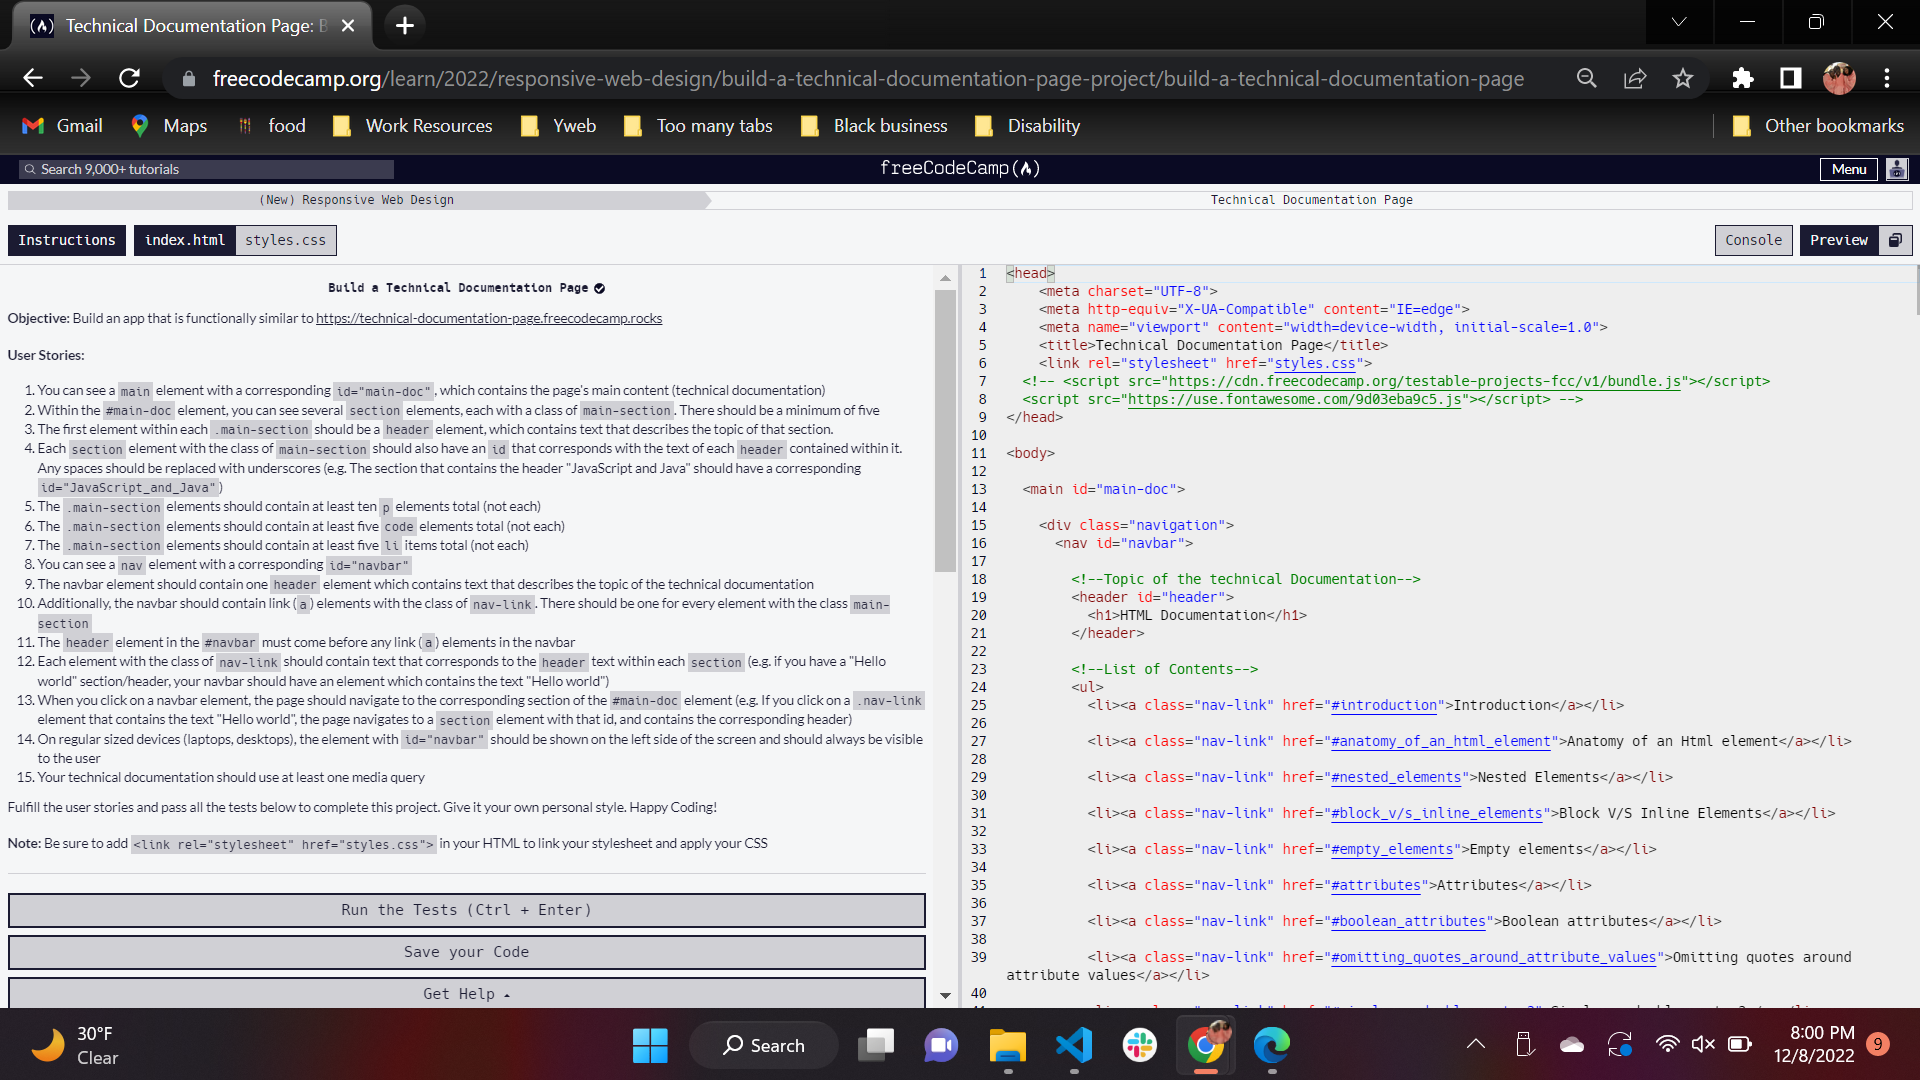 Technical Documentation Page: B
freecodecamp.org/learn/2022/responsive-web-design/build-a-technical-documentation-page-project/build-a-technical-documentation-page
Gmail Maps food Work Resources Yweb Too many tabs Black business Disability Other bookmarks
Search 9,000+ tutorials freeCodeCamp(🔥) Menu
(New) Responsive Web Design Technical Documentation Page
Instructions index.html styles.css Console Preview
Build a Technical Documentation Page
Objective: Build an app that is functionally similar to https://technical-documentation-page.freecodecamp.rocks
User Stories:
1. You can see a main element with a corresponding id="main-doc", which contains the page's main content (technical documentation)
2. Within the #main-doc element, you can see several section elements, each with a class of main-section. There should be a minimum of five
3. The first element within each .main-section should be a header element, which contains text that describes the topic of that section.
4. Each section element with the class of main-section should also have an id that corresponds with the text of each header contained within it.
Any spaces should be replaced with underscores (e.g. The section that contains the header "JavaScript and Java" should have a corresponding
id="JavaScript_and_Java")
5. The .main-section elements should contain at least ten p elements total (not each)
6. The .main-section elements should contain at least five code elements total (not each)
7. The .main-section elements should contain at least five li items total (not each)
8. You can see a nav element with a corresponding id="navbar"
9. The navbar element should contain one header element which contains text that describes the topic of the technical documentation
10. Additionally, the navbar should contain link (a) elements with the class of nav-link. There should be one for every element with the class main-
section
11. The header element in the #navbar must come before any link (a) elements in the navbar
12. Each element with the class of nav-link should contain text that corresponds to the header text within each section (e.g. if you have a "Hello
world" section/header, your navbar should have an element which contains the text "Hello world")
13. When you click on a navbar element, the page should navigate to the corresponding section of the #main-doc element (e.g. If you click on a .nav-link
element that contains the text "Hello world", the page navigates to a section element with that id, and contains the corresponding header)
14. On regular sized devices (laptops, desktops), the element with id="navbar" should be shown on the left side of the screen and should always be visible
to the user
15. Your technical documentation should use at least one media query
Fulfill the user stories and pass all the tests below to complete this project. Give it your own personal style. Happy Coding!
Note: Be sure to add <link rel="stylesheet" href="styles.css"> in your HTML to link your stylesheet and apply your CSS
Run the Tests (Ctrl + Enter)
Save your Code
Get Help
1 <head>
2 <meta charset="UTF-8">
3 <meta http-equiv="X-UA-Compatible" content="IE=edge">
4 <meta name="viewport" content="width=device-width, initial-scale=1.0">
5 <title>Technical Documentation Page</title>
6 <link rel="stylesheet" href="styles.css">
7 <!-- <script src="https://cdn.freecodecamp.org/testable-projects-fcc/v1/bundle.js"></script>
8 <script src="https://use.fontawesome.com/9d03eba9c5.js"></script> -->
9 </head>
10
11 <body>
12
13 <main id="main-doc">
14
15 <div class="navigation">
16 <nav id="navbar">
17
18 <!--Topic of the technical Documentation-->
19 <header id="header">
20 <h1>HTML Documentation</h1>
21 </header>
22
23 <!--List of Contents-->
24 <ul>
25 <li><a class="nav-link" href="#introduction">Introduction</a></li>
26
27 <li><a class="nav-link" href="#anatomy_of_an_html_element">Anatomy of an Html element</a></li>
28
29 <li><a class="nav-link" href="#nested_elements">Nested Elements</a></li>
30
31 <li><a class="nav-link" href="#block_v/s_inline_elements">Block V/S Inline Elements</a></li>
32
33 <li><a class="nav-link" href="#empty_elements">Empty elements</a></li>
34
35 <li><a class="nav-link" href="#attributes">Attributes</a></li>
36
37 <li><a class="nav-link" href="#boolean_attributes">Boolean attributes</a></li>
38
39 <li><a class="nav-link" href="#omitting_quotes_around_attribute_values">Omitting quotes around
attribute values</a></li>
40
30°F
Clear
Search
8:00 PM
12/8/2022
9